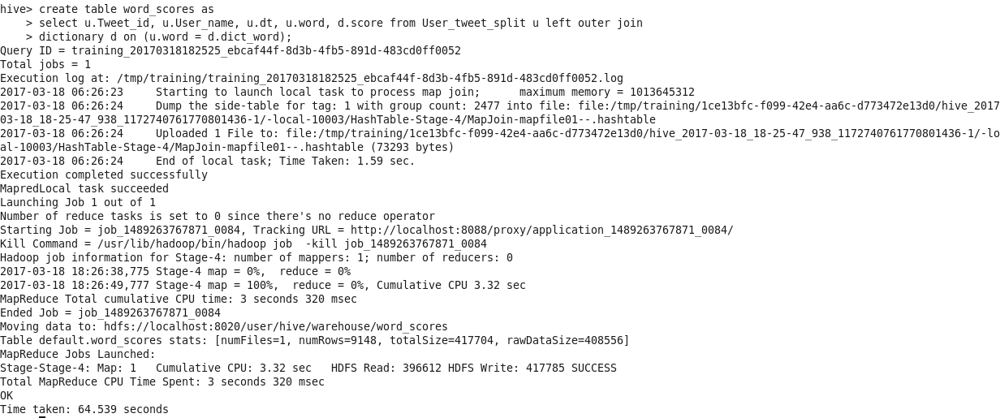 hive> create table word_scores as
    > select u.Tweet_id, u.User_name, u.dt, u.word, d.score from User_tweet_split u left outer join
    > dictionary d on (u.word = d.dict_word);
Query ID = training_20170318182525_ebcaf44f-8d3b-4fb5-891d-483cd0ff0052
Total jobs = 1
Execution log at: /tmp/training/training_20170318182525_ebcaf44f-8d3b-4fb5-891d-483cd0ff0052.log
2017-03-18 06:26:23     Starting to launch local task to process map join;      maximum memory = 1013645312
2017-03-18 06:26:24     Dump the side-table for tag: 1 with group count: 2477 into file: file:/tmp/training/1ce13bfc-f099-42e4-aa6c-d773472e13d0/hive_2017-
03-18_18-25-47_938_1172740761770801436-1/-local-10003/HashTable-Stage-4/MapJoin-mapfile01--.hashtable
2017-03-18 06:26:24     Uploaded 1 File to: file:/tmp/training/1ce13bfc-f099-42e4-aa6c-d773472e13d0/hive_2017-03-18_18-25-47_938_1172740761770801436-1/-loc
al-10003/HashTable-Stage-4/MapJoin-mapfile01--.hashtable (73293 bytes)
2017-03-18 06:26:24     End of local task; Time Taken: 1.59 sec.
Execution completed successfully
MapredLocal task succeeded
Launching Job 1 out of 1
Number of reduce tasks is set to 0 since there's no reduce operator
Starting Job = job_1489263767871_0084, Tracking URL = http://localhost:8088/proxy/application_1489263767871_0084/
Kill Command = /usr/lib/hadoop/bin/hadoop job  -kill job_1489263767871_0084
Hadoop job information for Stage-4: number of mappers: 1; number of reducers: 0
2017-03-18 18:26:38,775 Stage-4 map = 0%,  reduce = 0%
2017-03-18 18:26:49,777 Stage-4 map = 100%,  reduce = 0%, Cumulative CPU 3.32 sec
MapReduce Total cumulative CPU time: 3 seconds 320 msec
Ended Job = job_1489263767871_0084
Moving data to: hdfs://localhost:8020/user/hive/warehouse/word_scores
Table default.word_scores stats: [numFiles=1, numRows=9148, totalSize=417704, rawDataSize=408556]
MapReduce Jobs Launched:
Stage-Stage-4: Map: 1   Cumulative CPU: 3.32 sec   HDFS Read: 396612 HDFS Write: 417785 SUCCESS
Total MapReduce CPU Time Spent: 3 seconds 320 msec
OK
Time taken: 64.539 seconds